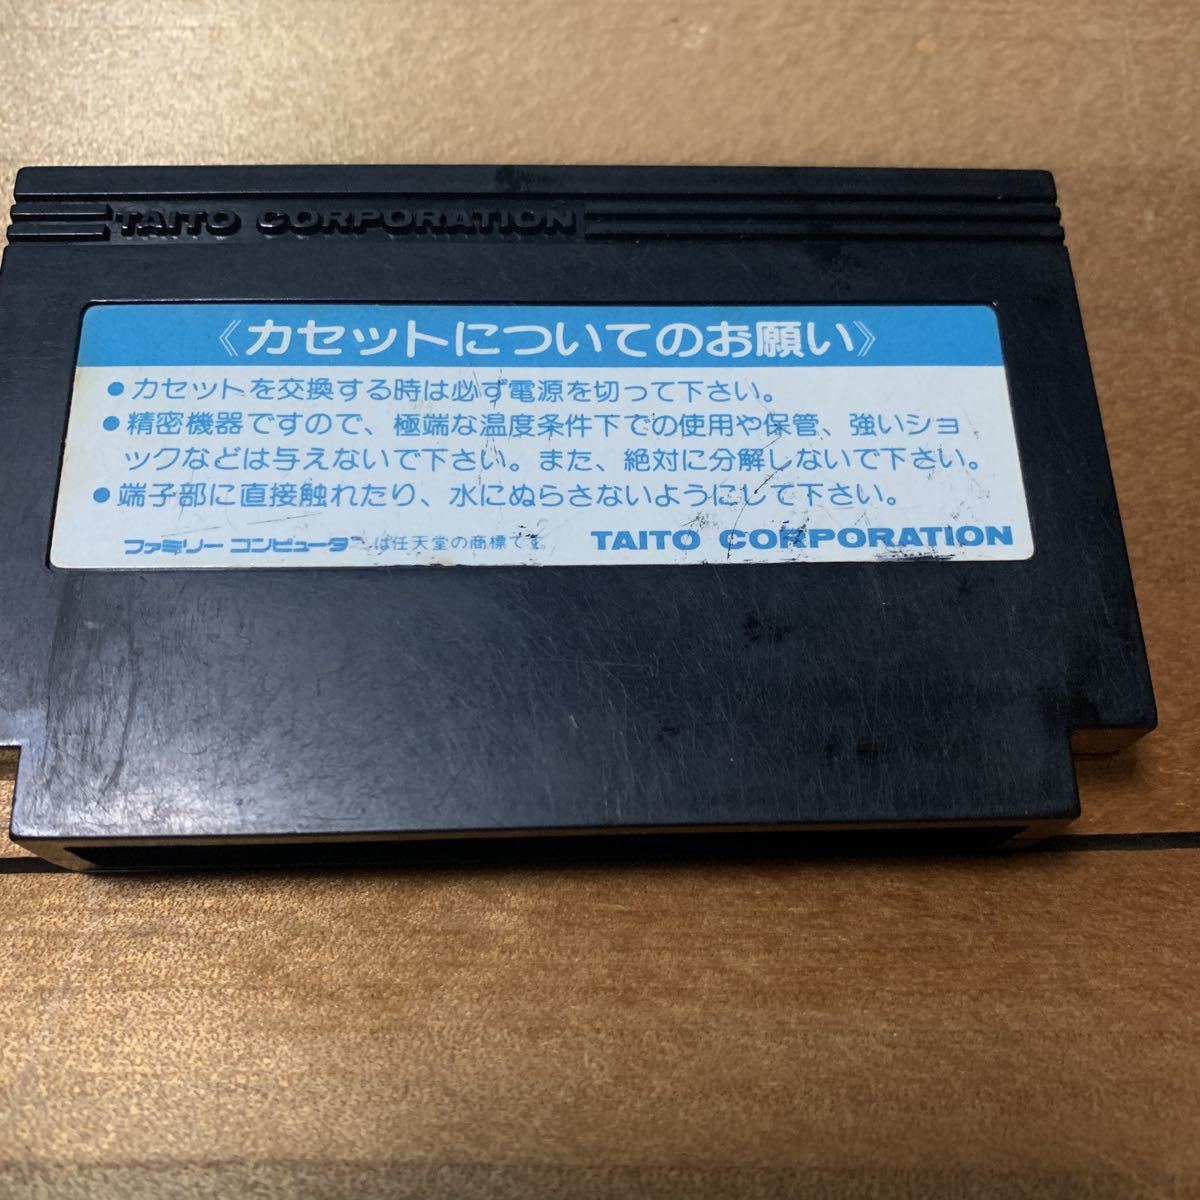 TAITO CORPORATION
《カセットについてのお願い》
●カセットを交換する時は必ず電源を切って下さい。
●精密機器ですので、極端な温度条件下での使用や保管、強いショ
ックなどは与えないで下さい。また、絶対に分解しないで下さい。
●端子部に直接触れたり、水にぬらさないようにして下さい。
ファミリーコンピュータは任天堂の商標です。 TAITO CORPORATION